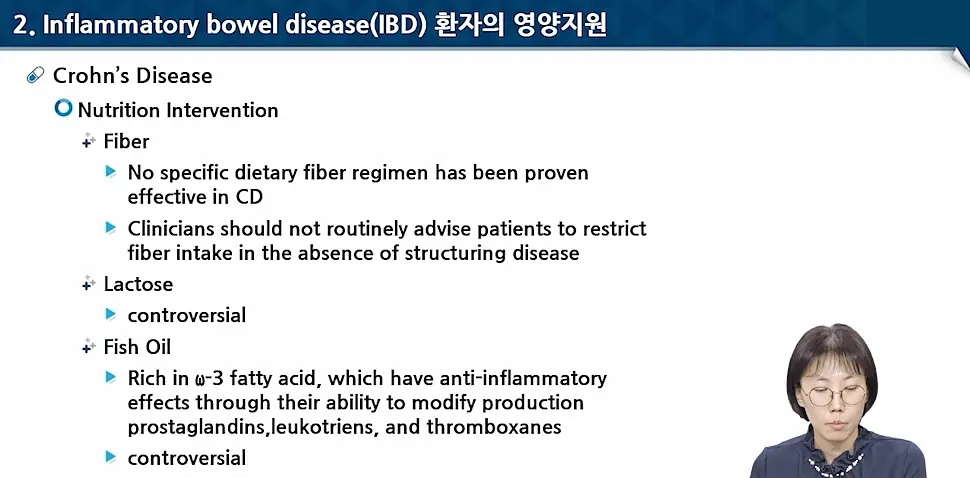 2. Inflammatory bowel disease(IBD) 환자의 영양지원
Crohn's Disease
Nutrition Intervention
Fiber
No specific dietary fiber regimen has been proven
effective in CD
Clinicians should not routinely advise patients to restrict
fiber intake in the absence of structuring disease
Lactose
controversial
Fish Oil
Rich in ω-3 fatty acid, which have anti-inflammatory
effects through their ability to modify production
prostaglandins,leukotriens, and thromboxanes
controversial